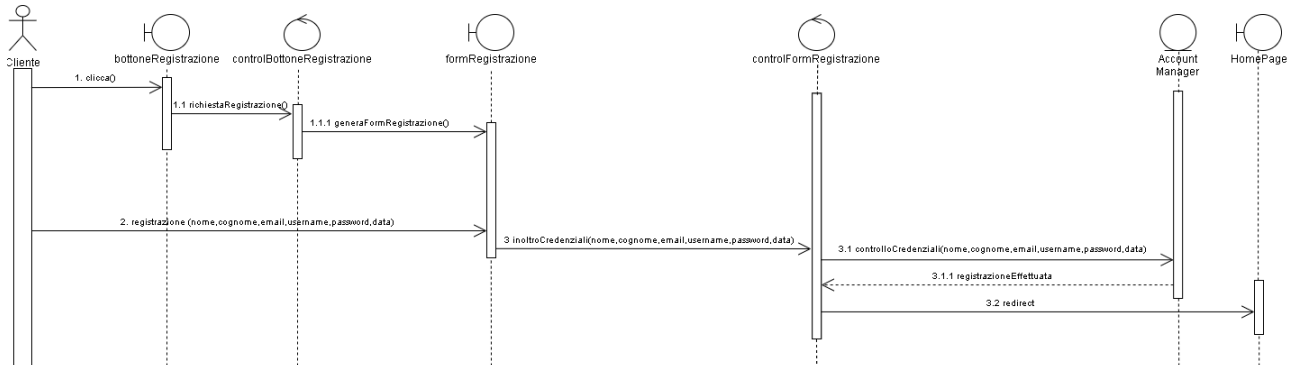 Cliente
bottoneRegistrazione
controlBottoneRegistrazione
formRegistrazione
controlFormRegistrazione
Account
Manager
HomePage
1. clicca()
1.1 richiestaRegistrazione()
1.1.1 generaFormRegistrazione()
2. registrazione (nome,cognome,email,username,password,data)
3 inoltroCredenziali(nome,cognome,email,username,password,data)
3.1 controlloCredenziali(nome,cognome,email,username,password,data)
3.1.1 registrazioneEffettuata
3.2 redirect